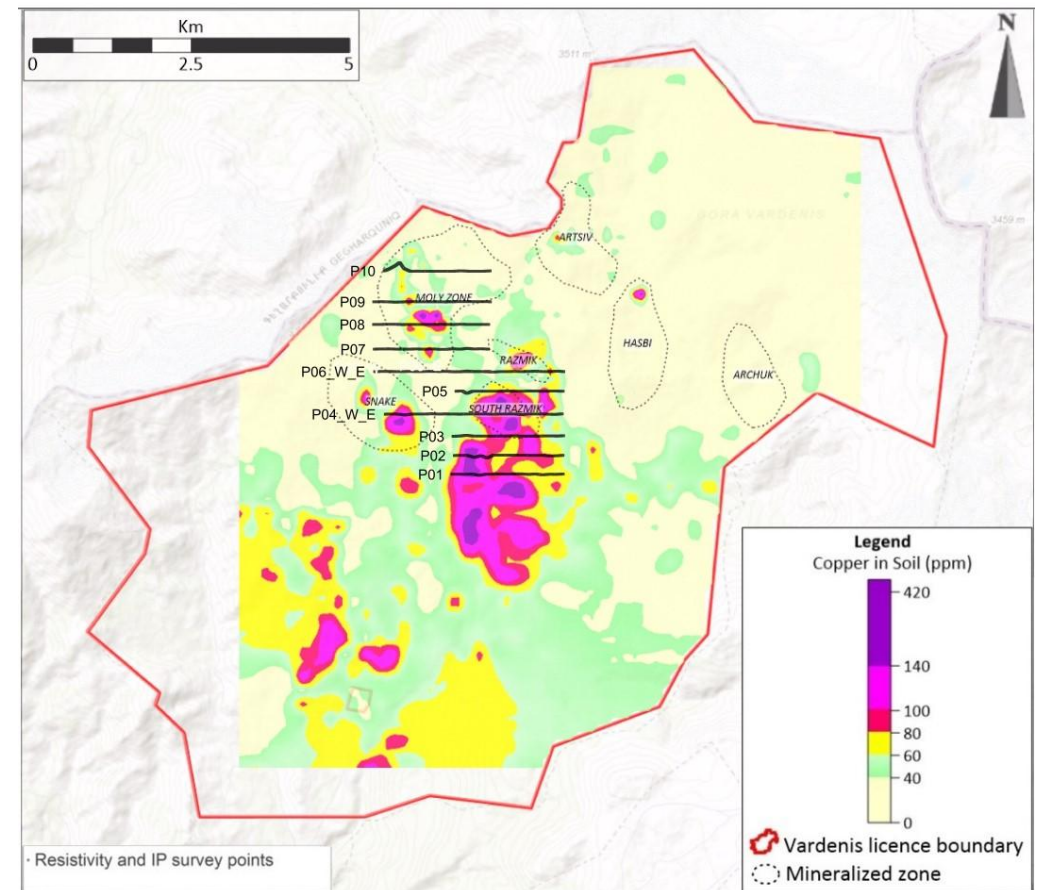 Km
0 2.5 5
N
3511 m
GORA VARDENIS
3459 m
ARTSIV
P10
MOLY ZONE
P09
P08
HASBI
P07
RAZMIK
P06_W_E
ARCHUK
P05
SNAKE
SOUTH RAZMIK
P04_W_E
P03
P02
P01
Legend
Copper in Soil (ppm)
420
140
100
80
60
40
0
Vardenis licence boundary
Mineralized zone
· Resistivity and IP survey points